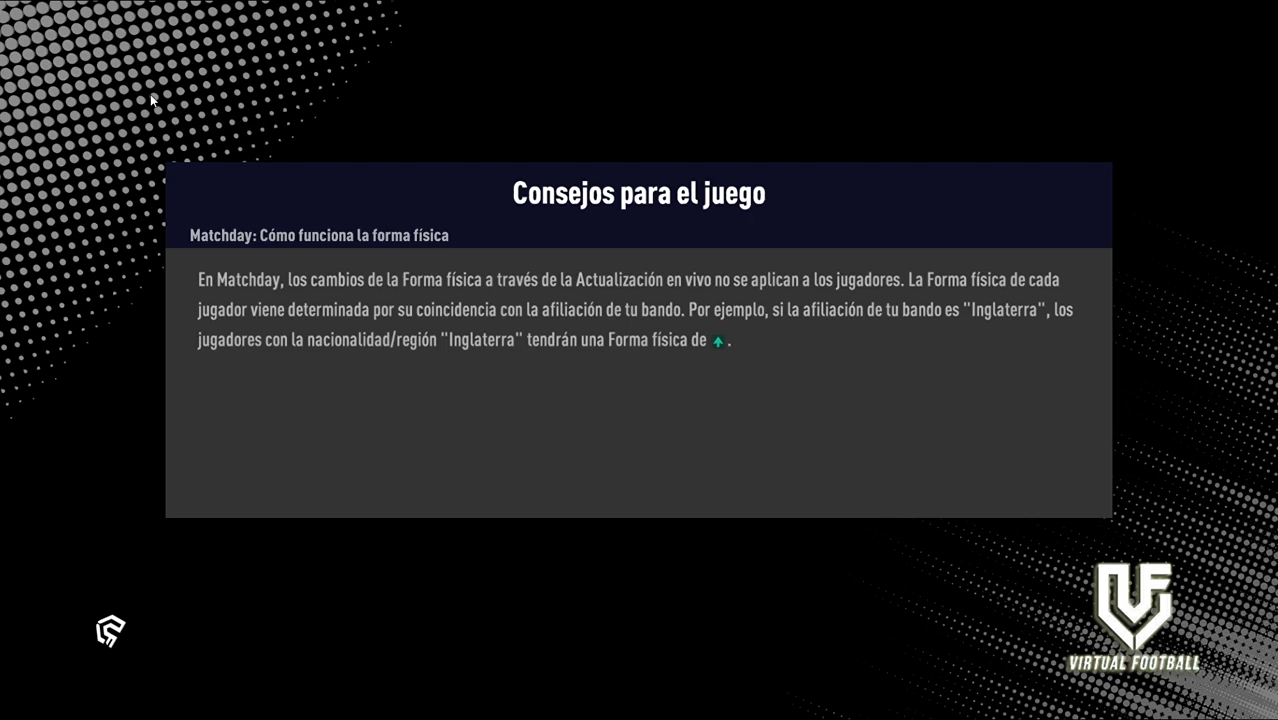 Consejos para el juego
Matchday: Cómo funciona la forma física
En Matchday, los cambios de la Forma física a través de la Actualización en vivo no se aplican a los jugadores. La Forma física de cada
jugador viene determinada por su coincidencia con la afiliación de tu bando. Por ejemplo, si la afiliación de tu bando es "Inglaterra", los
jugadores con la nacionalidad/región "Inglaterra" tendrán una Forma física de .
VF
VIRTUAL FOOTBALL